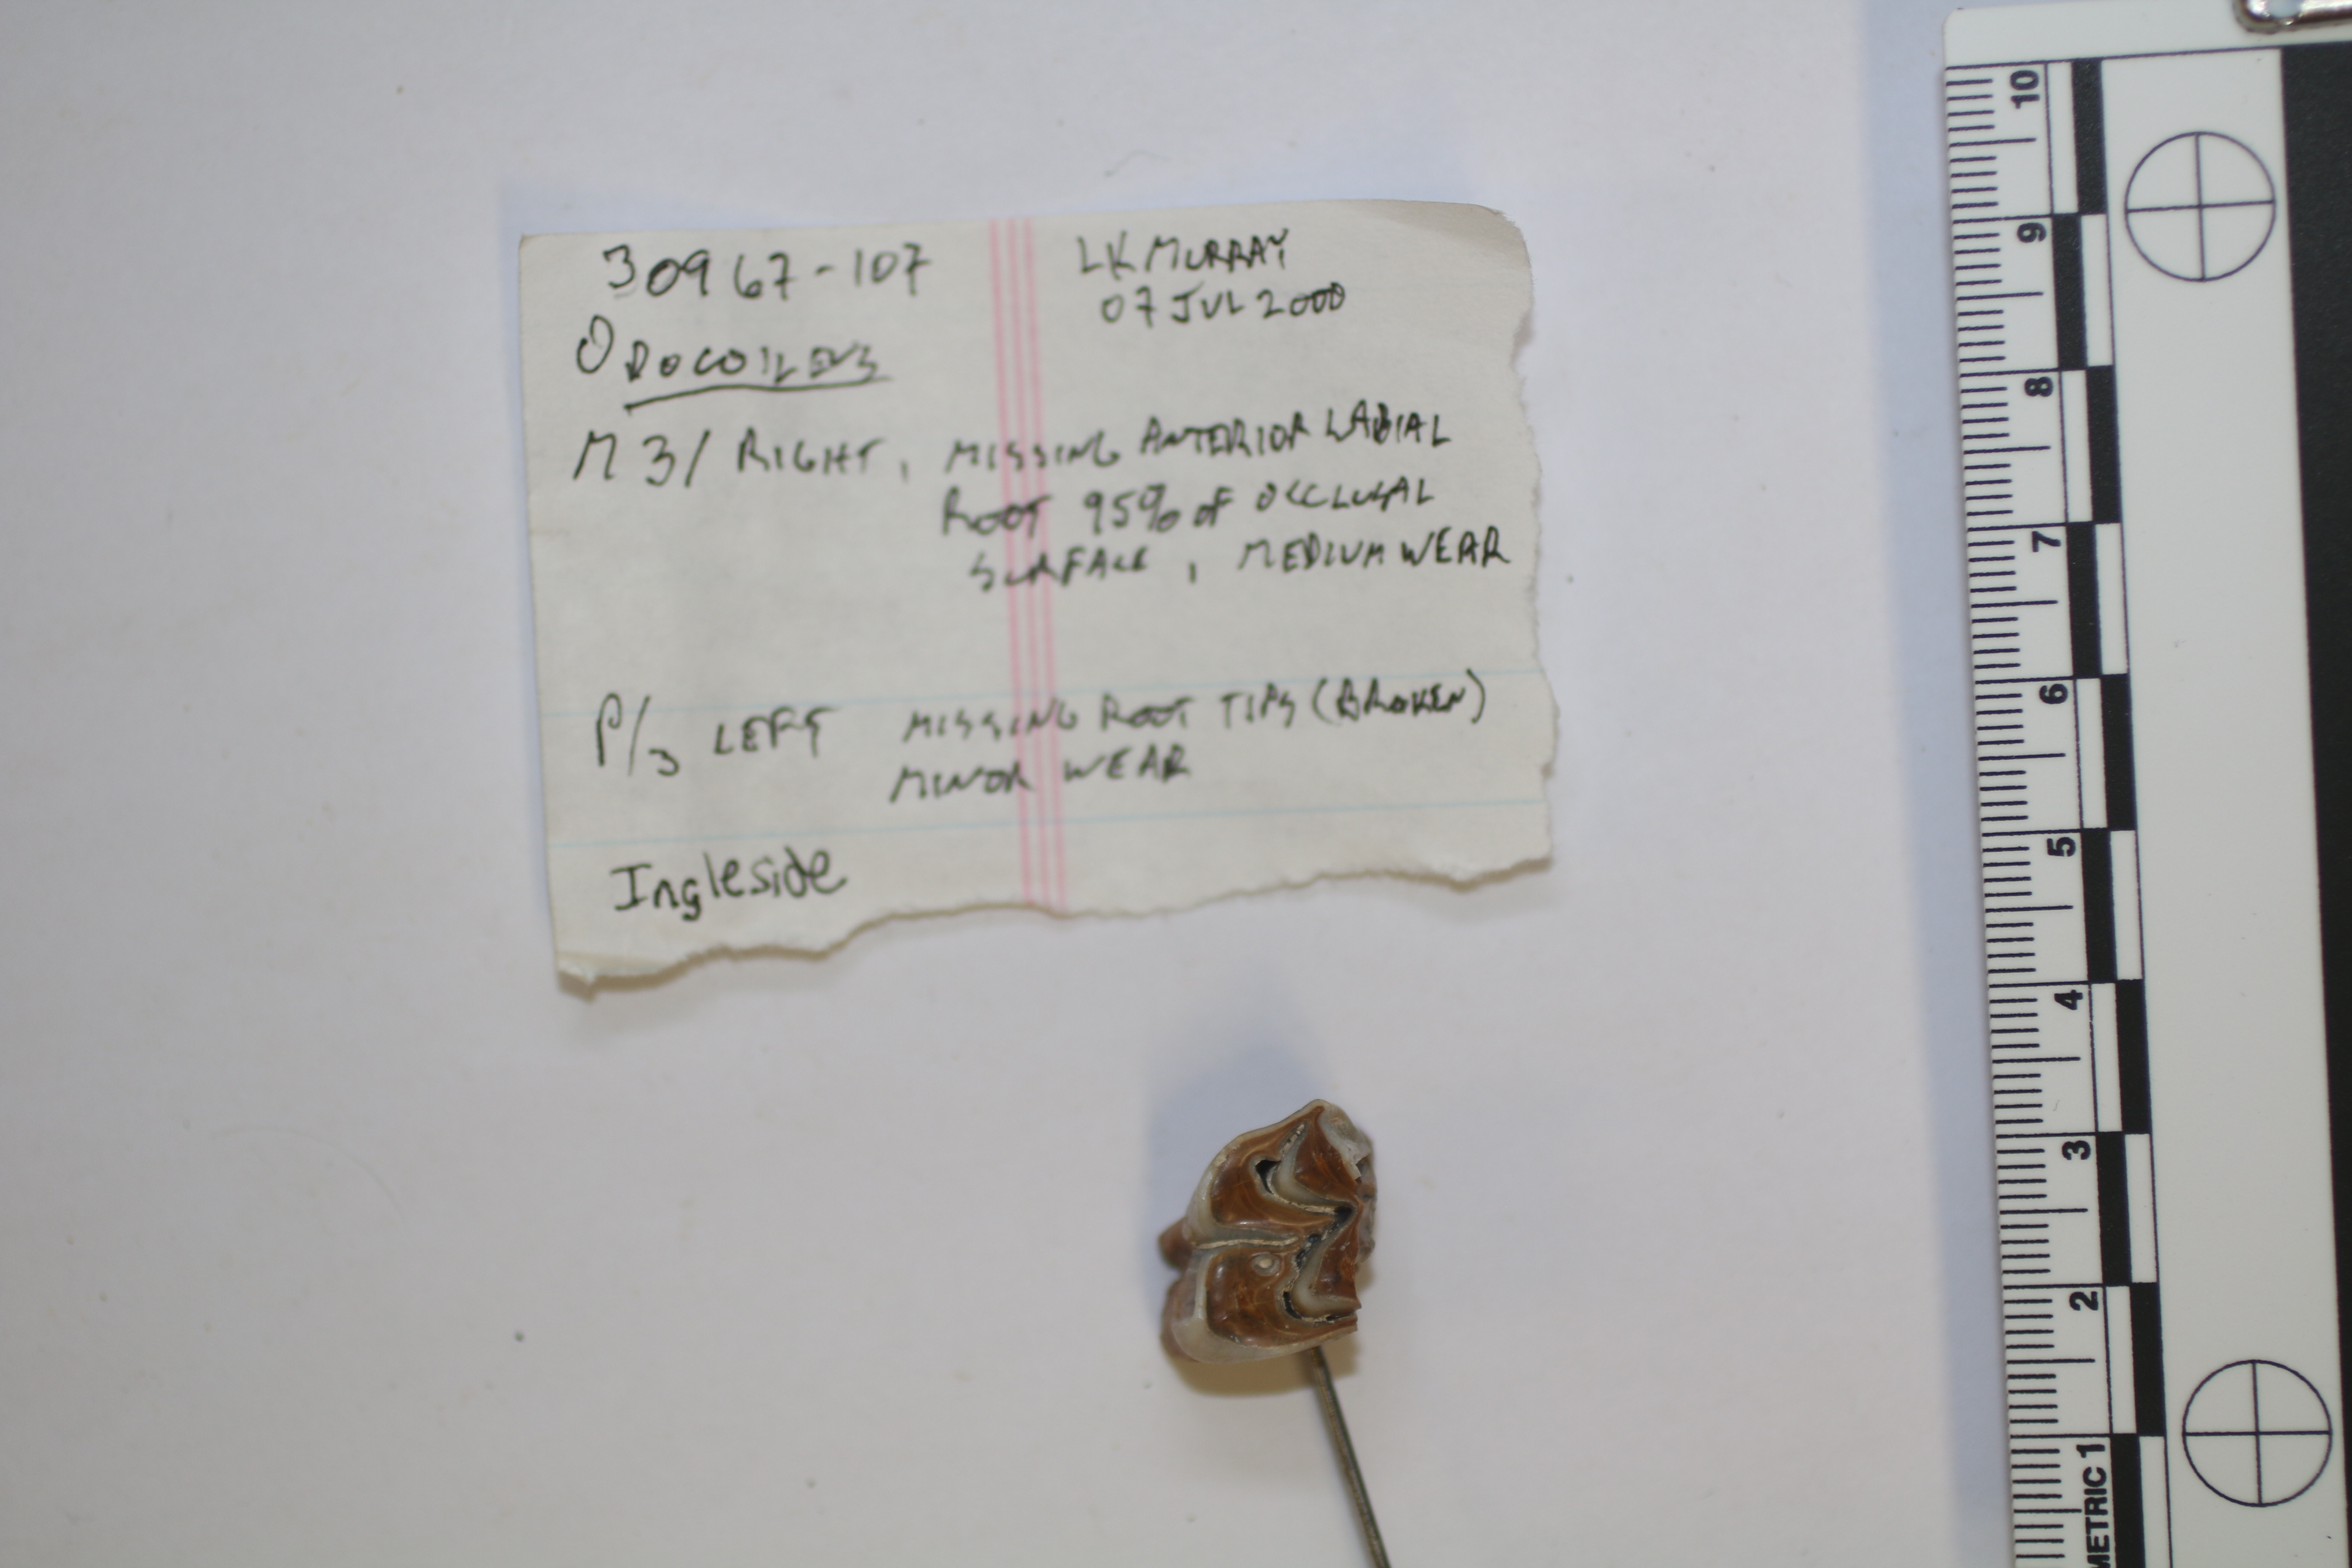 30967-107
LK MURRAY
07 JUL 2000
ODOCOILEUS
M3/ RIGHT, MISSING ANTERIOR LABIAL
ROOT 95% OF OCCLUSAL
SURFACE, MEDIUM WEAR
P/3 LEFT MISSING ROOT TIPS (BROKEN)
MINOR WEAR
Ingleside
10
9
8
7
6
5
4
3
2
METRIC 1